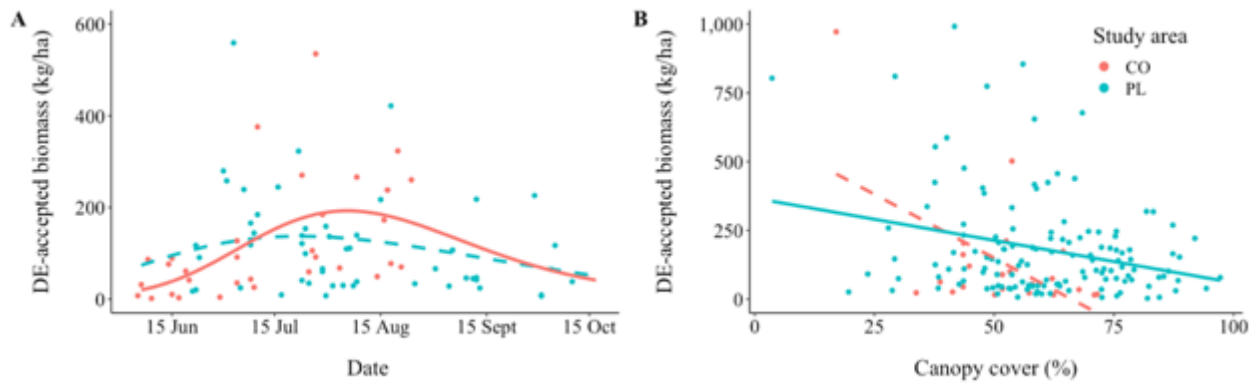 A
DE-accepted biomass (kg/ha)
600
400
200
0
15 Jun
15 Jul
15 Aug
15 Sept
15 Oct
Date
B
DE-accepted biomass (kg/ha)
1,000
750
500
250
0
0
25
50
75
100
Canopy cover (%)
Study area
CO
PL